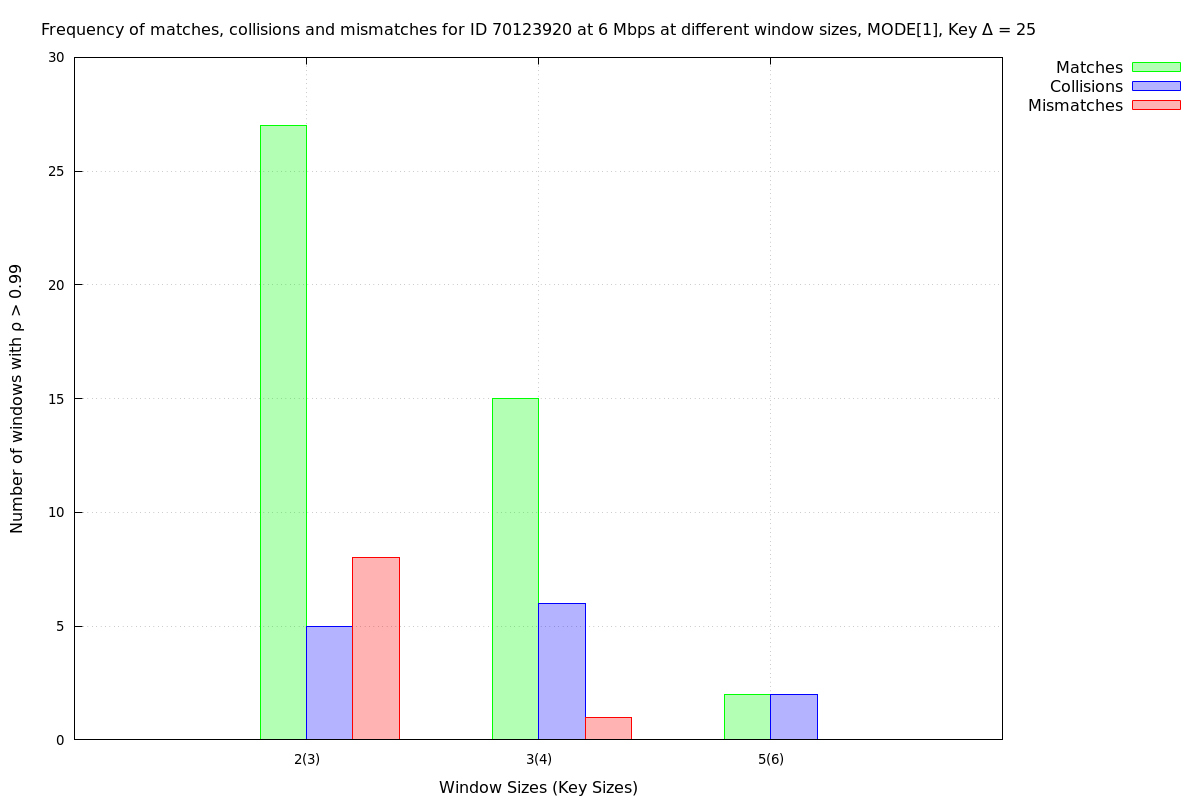 Frequency of matches, collisions and mismatches for ID 70123920 at 6 Mbps at different window sizes, MODE[1], Key Δ = 25
Matches
Collisions
Mismatches
Number of windows with ρ > 0.99
30
25
20
15
10
5
0
2(3) 3(4) 5(6)
Window Sizes (Key Sizes)